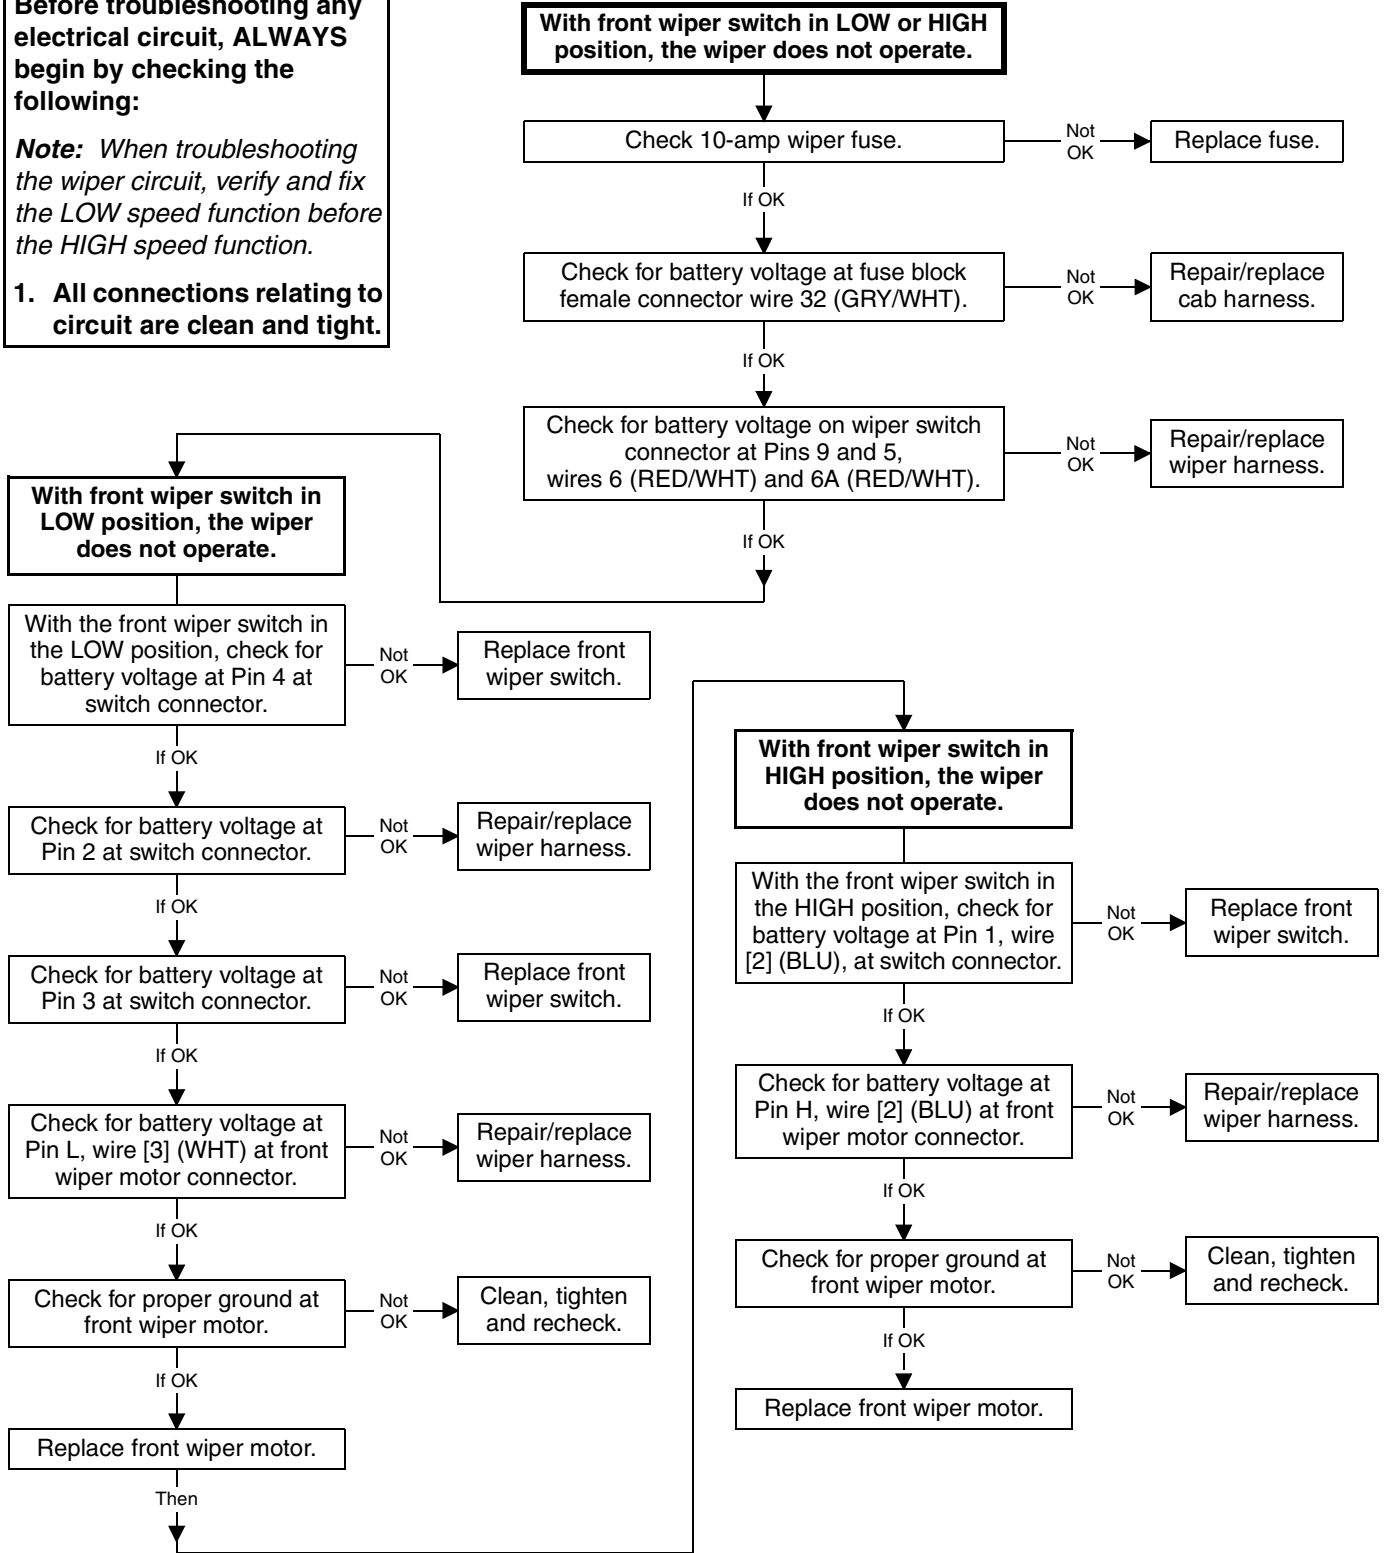 Before troubleshooting any
electrical circuit, ALWAYS
begin by checking the
following:
Note: When troubleshooting
the wiper circuit, verify and fix
the LOW speed function before
the HIGH speed function.
1. All connections relating to
circuit are clean and tight.
With front wiper switch in LOW or HIGH
position, the wiper does not operate.
Check 10-amp wiper fuse.
Not
OK
Replace fuse.
If OK
Check for battery voltage at fuse block
female connector wire 32 (GRY/WHT).
Not
OK
Repair/replace
cab harness.
If OK
Check for battery voltage on wiper switch
connector at Pins 9 and 5,
wires 6 (RED/WHT) and 6A (RED/WHT).
Not
OK
Repair/replace
wiper harness.
If OK
With front wiper switch in
LOW position, the wiper
does not operate.
With the front wiper switch in
the LOW position, check for
battery voltage at Pin 4 at
switch connector.
Not
OK
Replace front
wiper switch.
If OK
Check for battery voltage at
Pin 2 at switch connector.
Not
OK
Repair/replace
wiper harness.
If OK
Check for battery voltage at
Pin 3 at switch connector.
Not
OK
Replace front
wiper switch.
If OK
Check for battery voltage at
Pin L, wire [3] (WHT) at front
wiper motor connector.
Not
OK
Repair/replace
wiper harness.
If OK
Check for proper ground at
front wiper motor.
Not
OK
Clean, tighten
and recheck.
If OK
Replace front wiper motor.
Then
With front wiper switch in
HIGH position, the wiper
does not operate.
With the front wiper switch in
the HIGH position, check for
battery voltage at Pin 1, wire
[2] (BLU), at switch connector.
Not
OK
Replace front
wiper switch.
If OK
Check for battery voltage at
Pin H, wire [2] (BLU) at front
wiper motor connector.
Not
OK
Repair/replace
wiper harness.
If OK
Check for proper ground at
front wiper motor.
Not
OK
Clean, tighten
and recheck.
If OK
Replace front wiper motor.